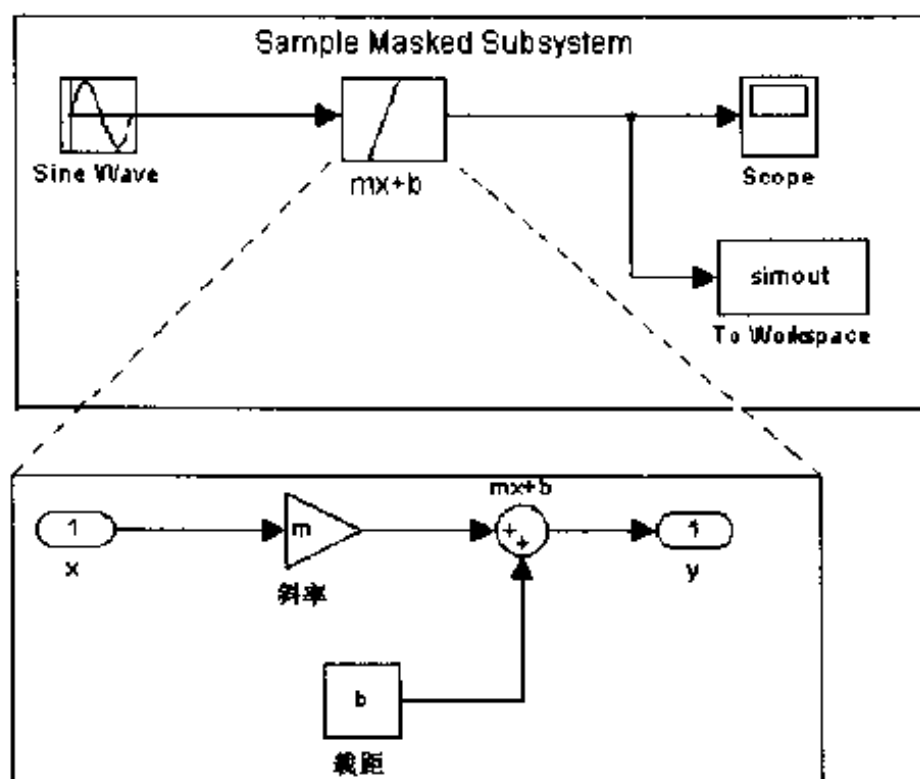 Sample Masked Subsystem
Sine Wave
mx+b
Scope
simout
To Workspace
mx+b
1
x
m
斜率
+
+
1
y
b
截距